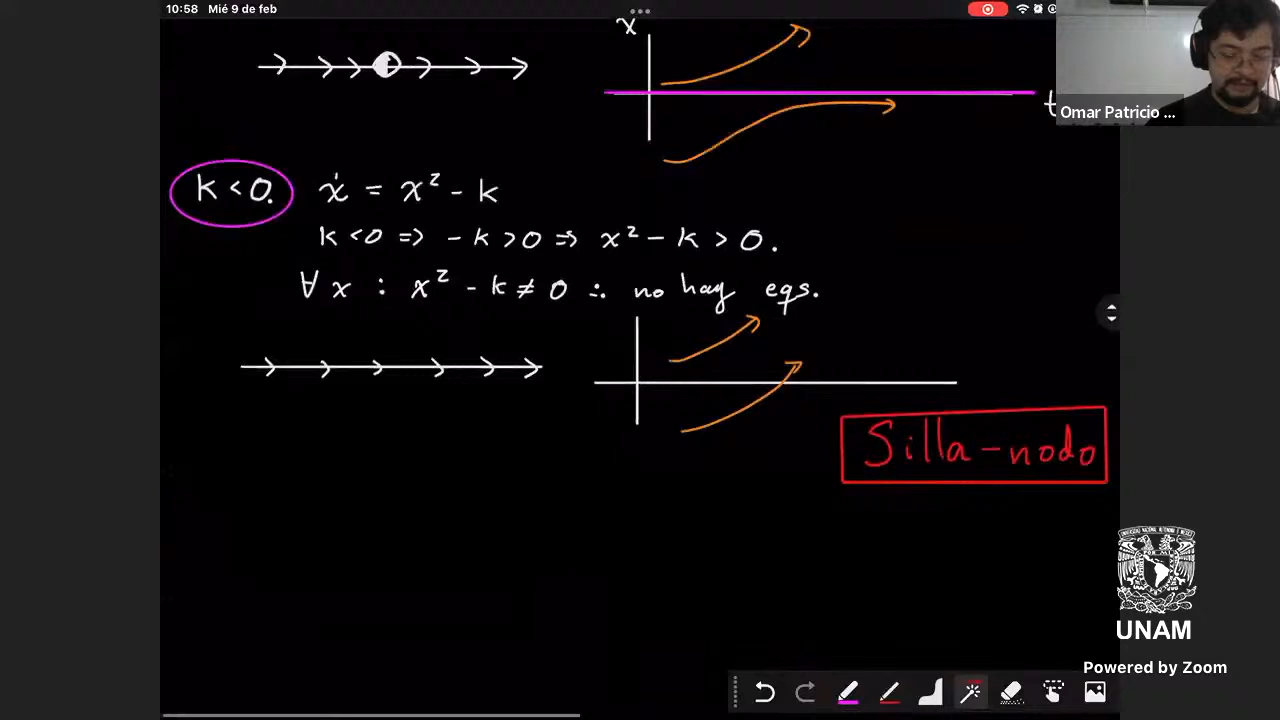 10:58 Mié 9 de feb
x
t
Omar Patricio ...
k < 0. ẋ = x² - k
k < 0 ⇒ - k > 0 ⇒ x² - k > 0.
∀ x : x² - k ≠ 0 ∴ no hay eqs.
Silla-nodo
UNAM
Powered by Zoom